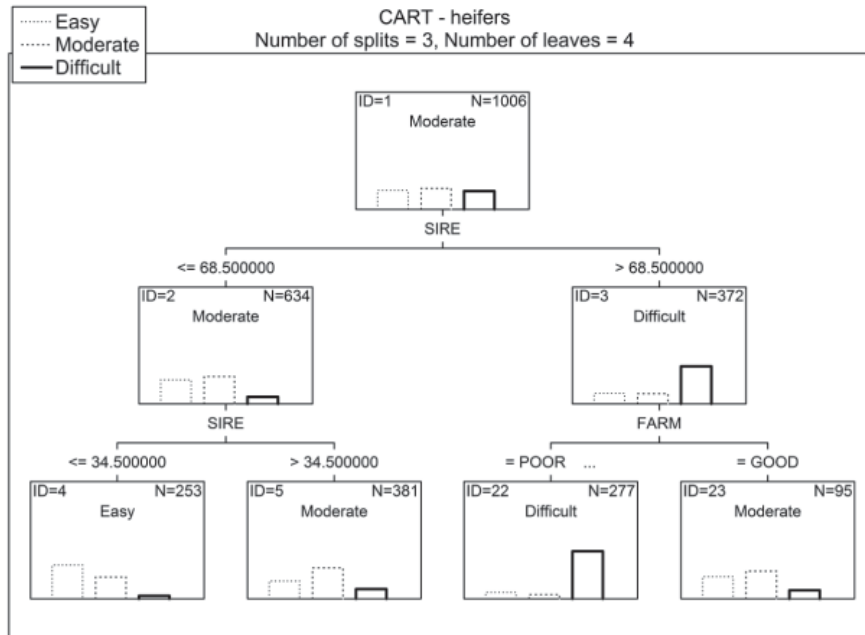 CART - heifers
Number of splits = 3, Number of leaves = 4
Easy
Moderate
Difficult
ID=1 N=1006
Moderate
SIRE
<= 68.500000 > 68.500000
ID=2 N=634 ID=3 N=372
Moderate Difficult
SIRE FARM
<= 34.500000 > 34.500000 = POOR ... = GOOD
ID=4 N=253 ID=5 N=381 ID=22 N=277 ID=23 N=95
Easy Moderate Difficult Moderate